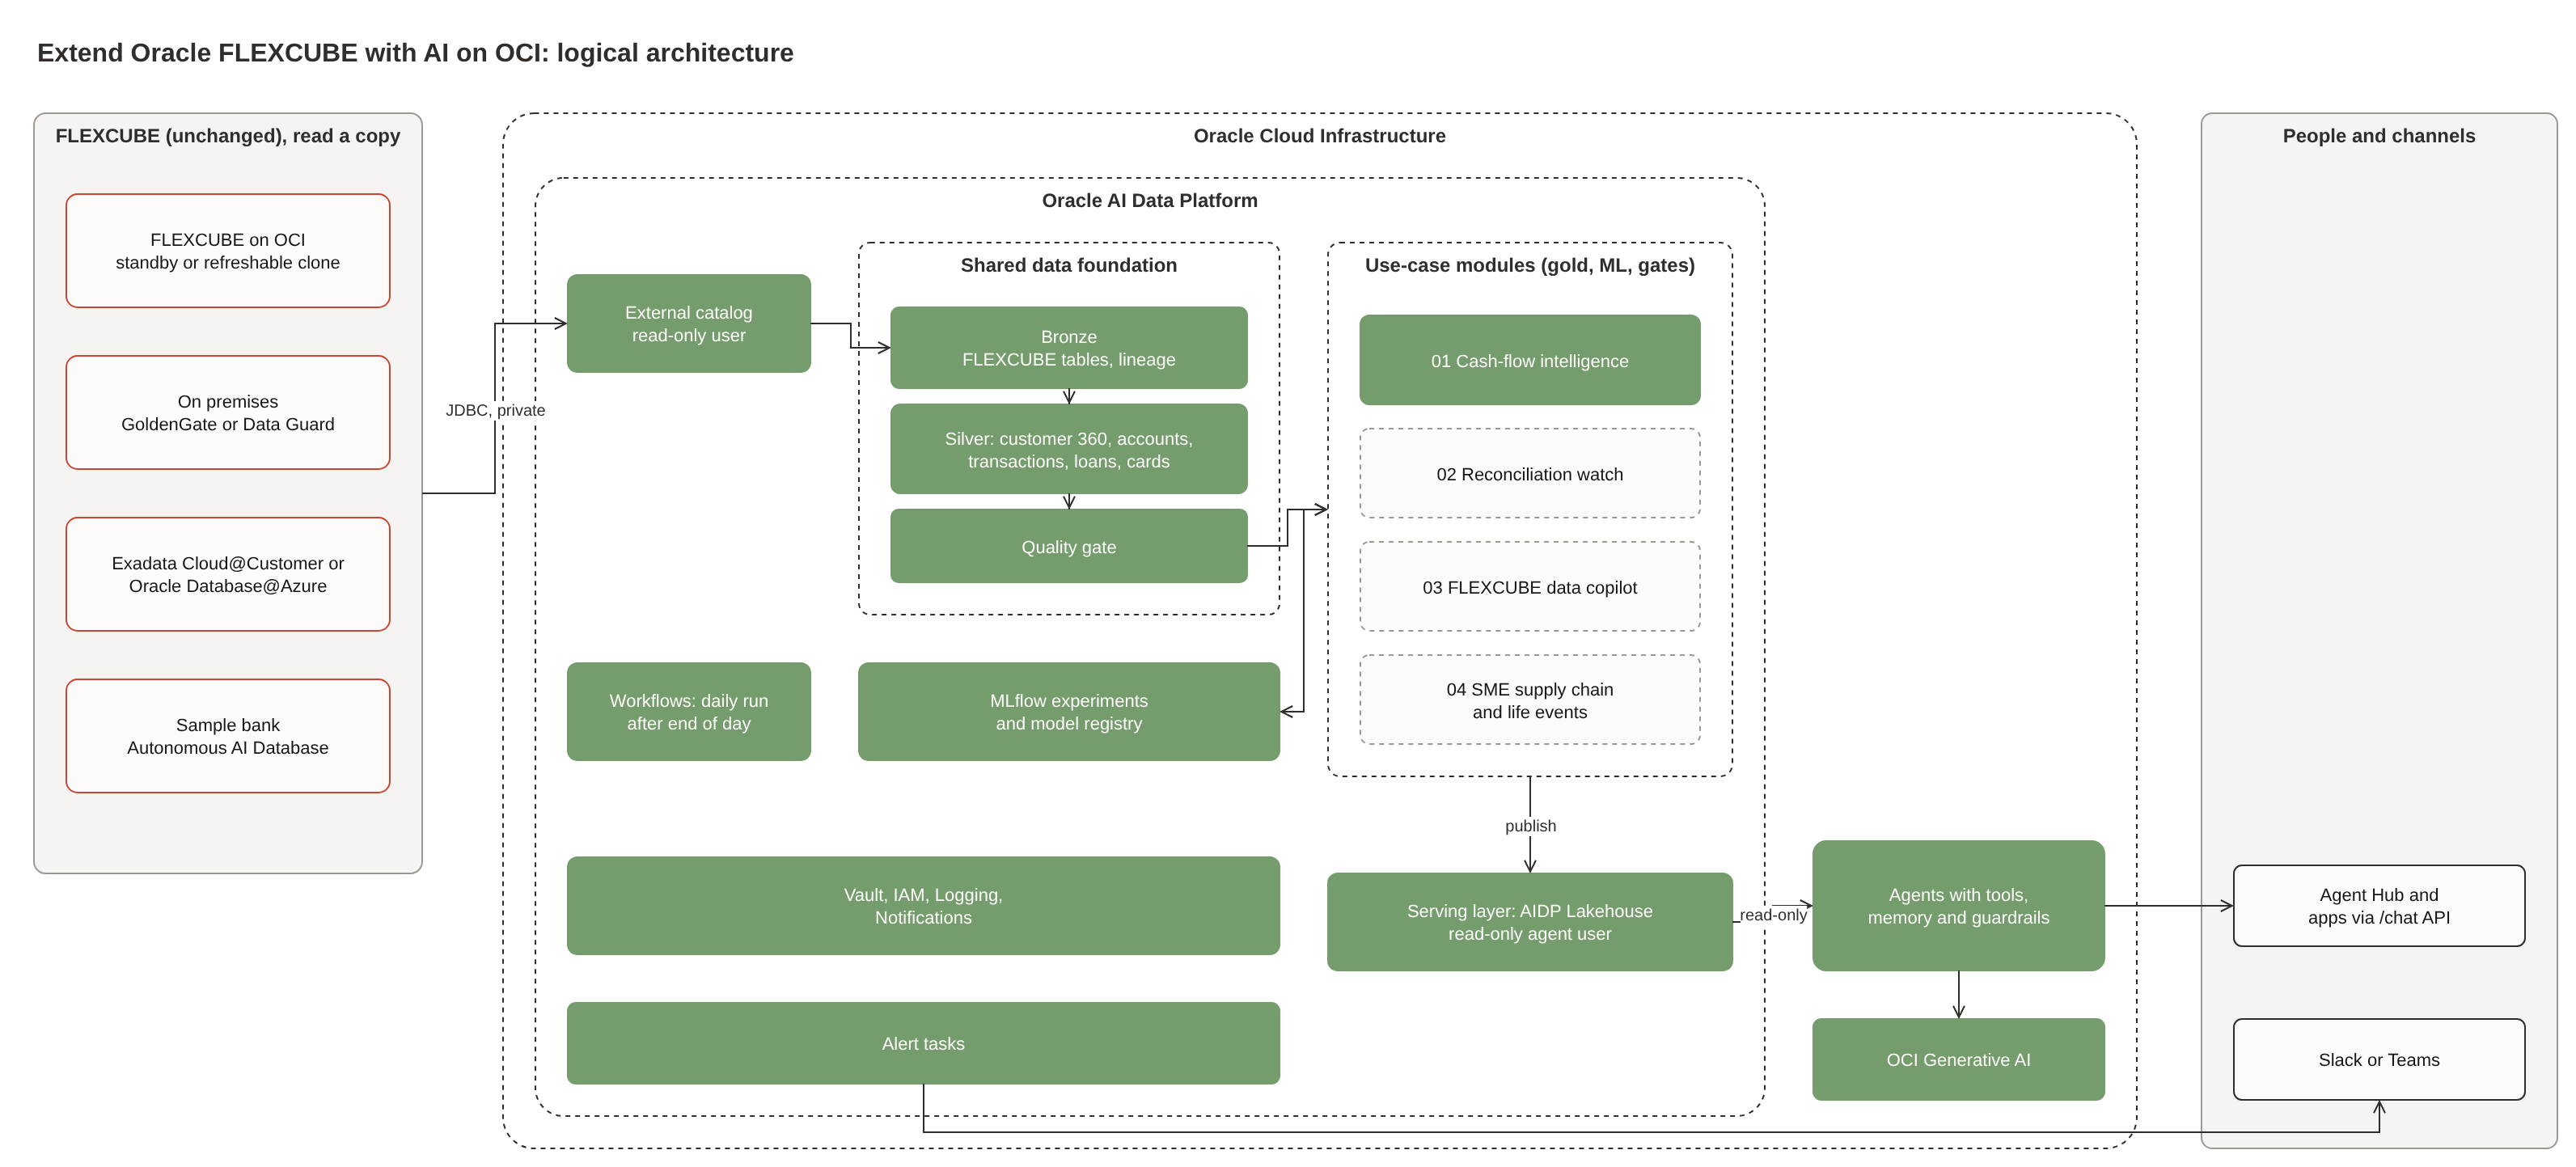 Extend Oracle FLEXCUBE with AI on OCI: logical architecture
FLEXCUBE (unchanged), read a copy
FLEXCUBE on OCI
standby or refreshable clone
On premises
GoldenGate or Data Guard
Exadata Cloud@Customer or
Oracle Database@Azure
Sample bank
Autonomous AI Database
JDBC, private
Oracle Cloud Infrastructure
Oracle AI Data Platform
External catalog
read-only user
Shared data foundation
Bronze
FLEXCUBE tables, lineage
Silver: customer 360, accounts,
transactions, loans, cards
Quality gate
Use-case modules (gold, ML, gates)
01 Cash-flow intelligence
02 Reconciliation watch
03 FLEXCUBE data copilot
04 SME supply chain
and life events
Workflows: daily run
after end of day
MLflow experiments
and model registry
publish
Vault, IAM, Logging,
Notifications
Serving layer: AIDP Lakehouse
read-only agent user
read-only
Agents with tools,
memory and guardrails
Alert tasks
OCI Generative AI
People and channels
Agent Hub and
apps via /chat API
Slack or Teams